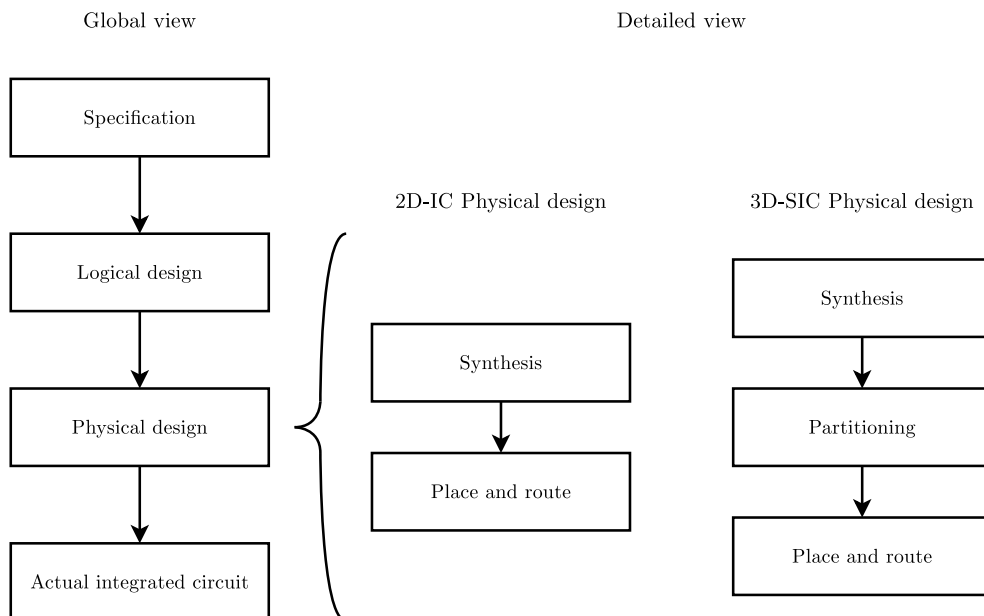 Global view
Detailed view
Specification
Logical design
Physical design
Actual integrated circuit
2D-IC Physical design
Synthesis
Place and route
3D-SIC Physical design
Synthesis
Partitioning
Place and route